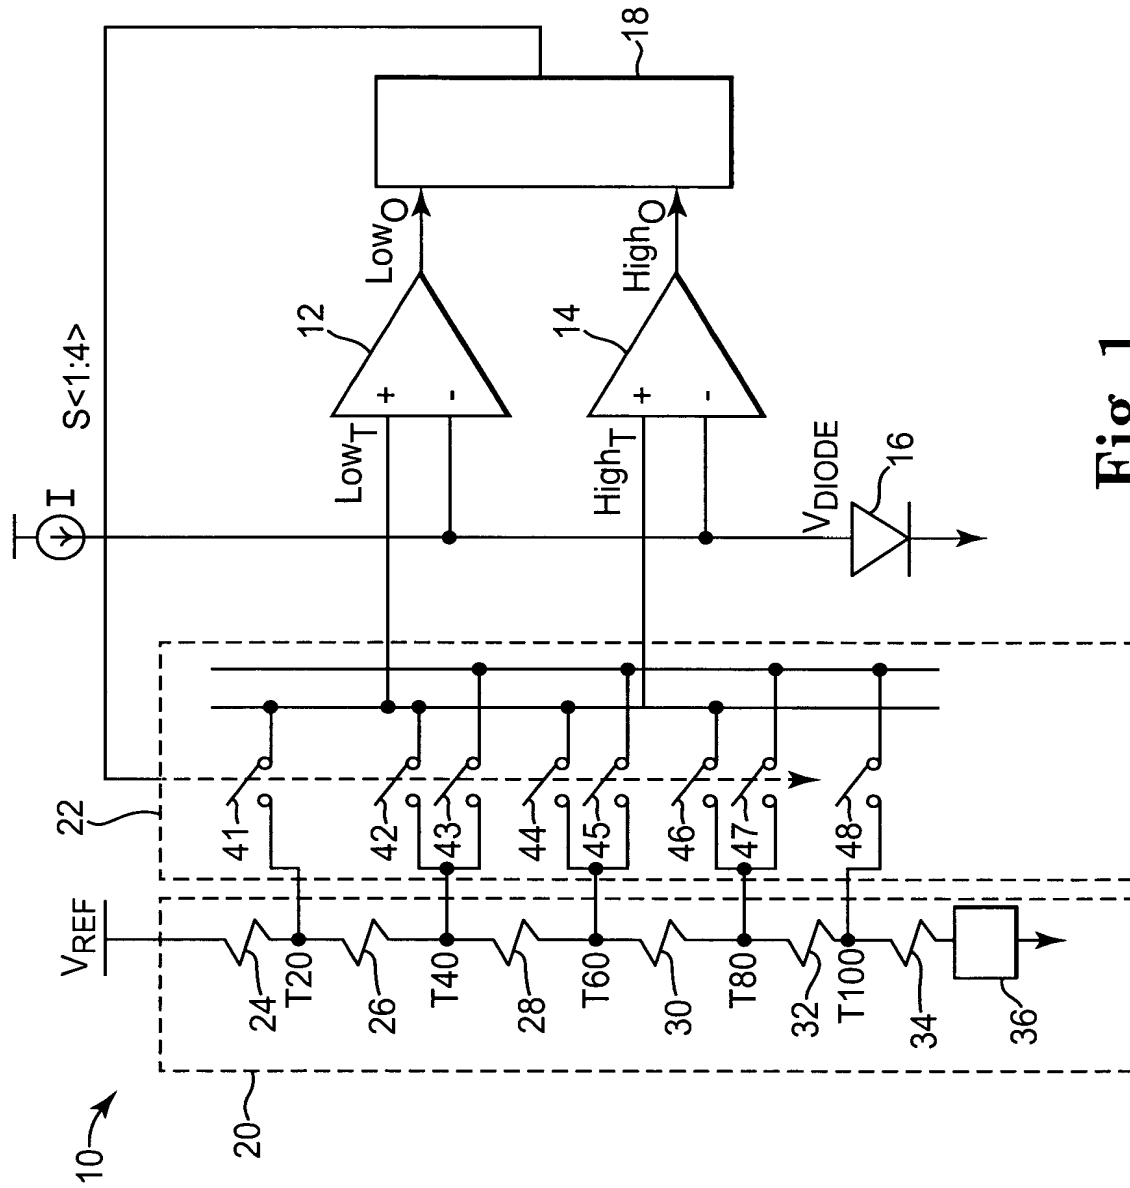 10
20
22
V_REF
24
T20
26
T40
28
T60
30
T80
32
T100
34
36
41
42
43
44
45
46
47
48
I
S<1:4>
Low_T
High_T
V_DIODE
16
12
+
-
14
+
-
Low_O
High_O
18
Fig. 1